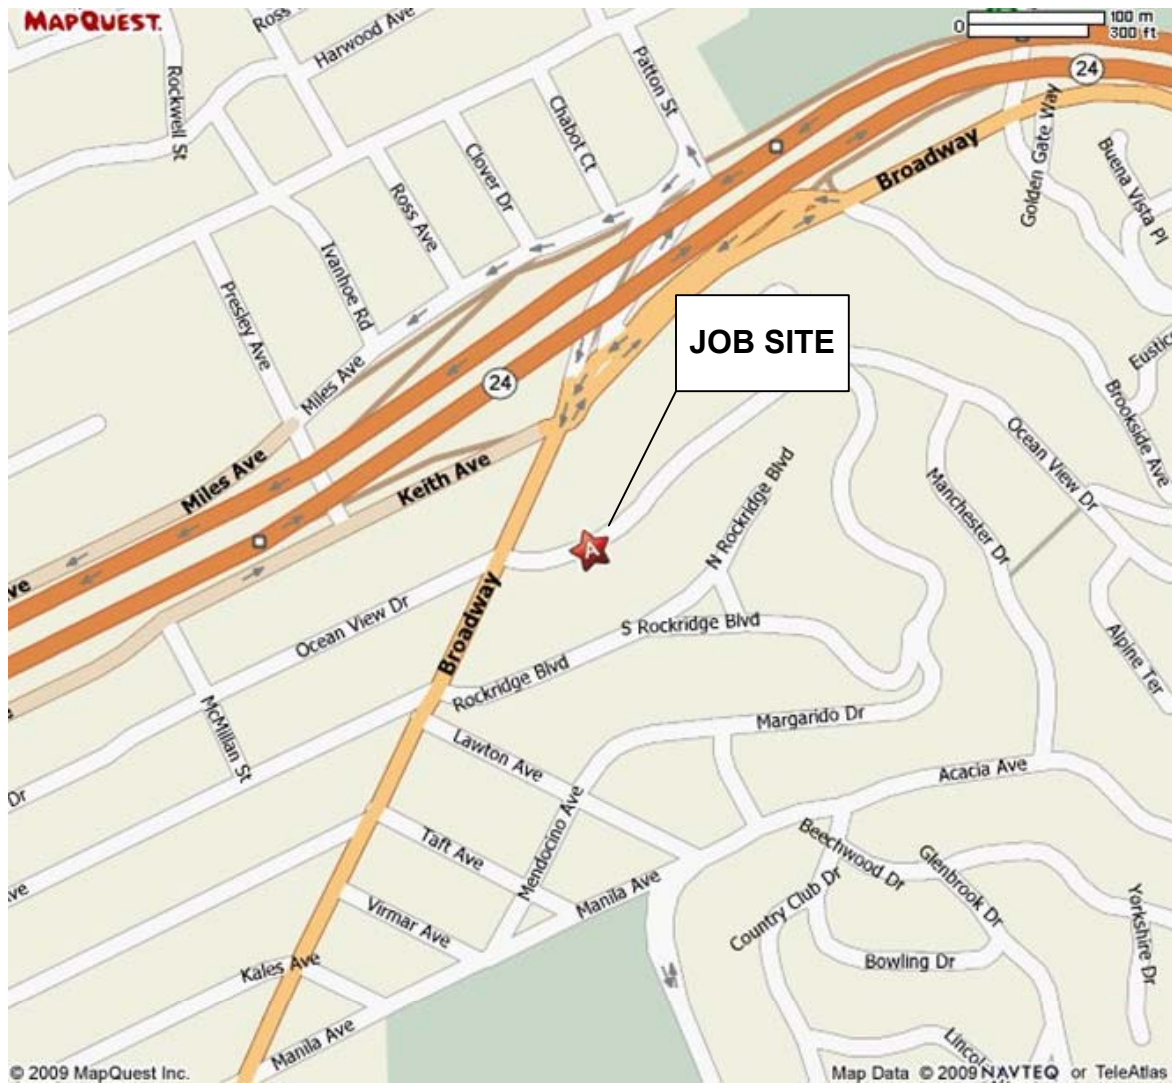 MAPQUEST.
0
100 m
300 ft
Ross
Harwood Ave
Rockwell St
Patton St
24
Chabot Ct
Clover Dr
Ross Ave
Broadway
Golden Gate Way
Buena Vista Pl
Ivanhoe Rd
Presley Ave
JOB SITE
24
Miles Ave
Brookside Ave
Ocean View Dr
Miles Ave
Keith Ave
N Rockridge Blvd
Manchester Dr
A
Ocean View Dr
Broadway
S Rockridge Blvd
Alpine Ter
Rockridge Blvd
McMillan St
Margarido Dr
Lawton Ave
Acacia Ave
Dr
Taft Ave
Mendocino Ave
Beechwood Dr
Glenbrook Dr
Manila Ave
Country Club Dr
Yorkshire Dr
Virmar Ave
Bowling Dr
Kales Ave
Manila Ave
© 2009 MapQuest Inc.
Map Data © 2009 NAVTEQ or TeleAtlas